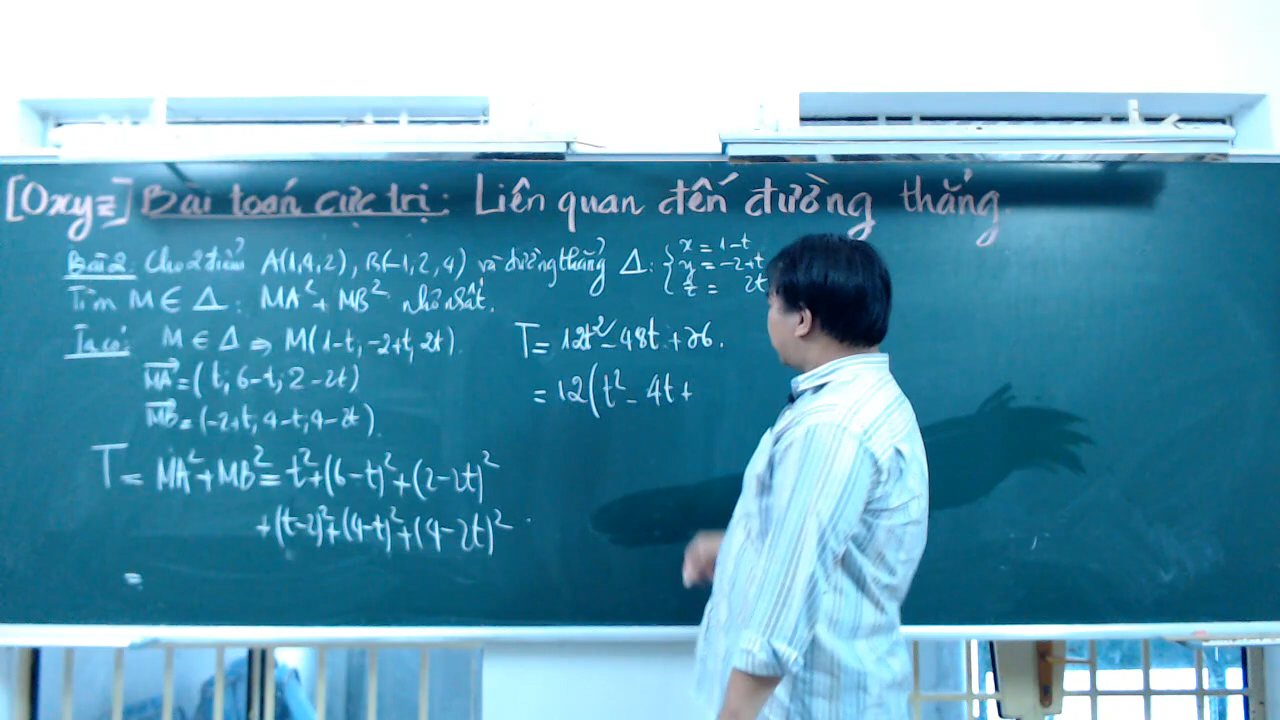 [Oxyz] Bài toán cực trị: Liên quan đến đường thẳng.
Bài 2. Cho 2 điểm A(1,4,2), B(-1,2,4) và đường thẳng Δ: { x = 1-t
y = -2+t
z = 2t
Tìm M ∈ Δ: MA² + MB² nhỏ nhất.
Ta có: M ∈ Δ ⇒ M(1-t, -2+t, 2t).
MA = (t, 6-t, 2-2t)
MB = (-2+t, 4-t, 4-2t).
T = MA² + MB² = t² + (6-t)² + (2-2t)²
+ (t-2)² + (4-t)² + (4-2t)².
=
T = 12t² - 48t + 76.
= 12(t² - 4t +